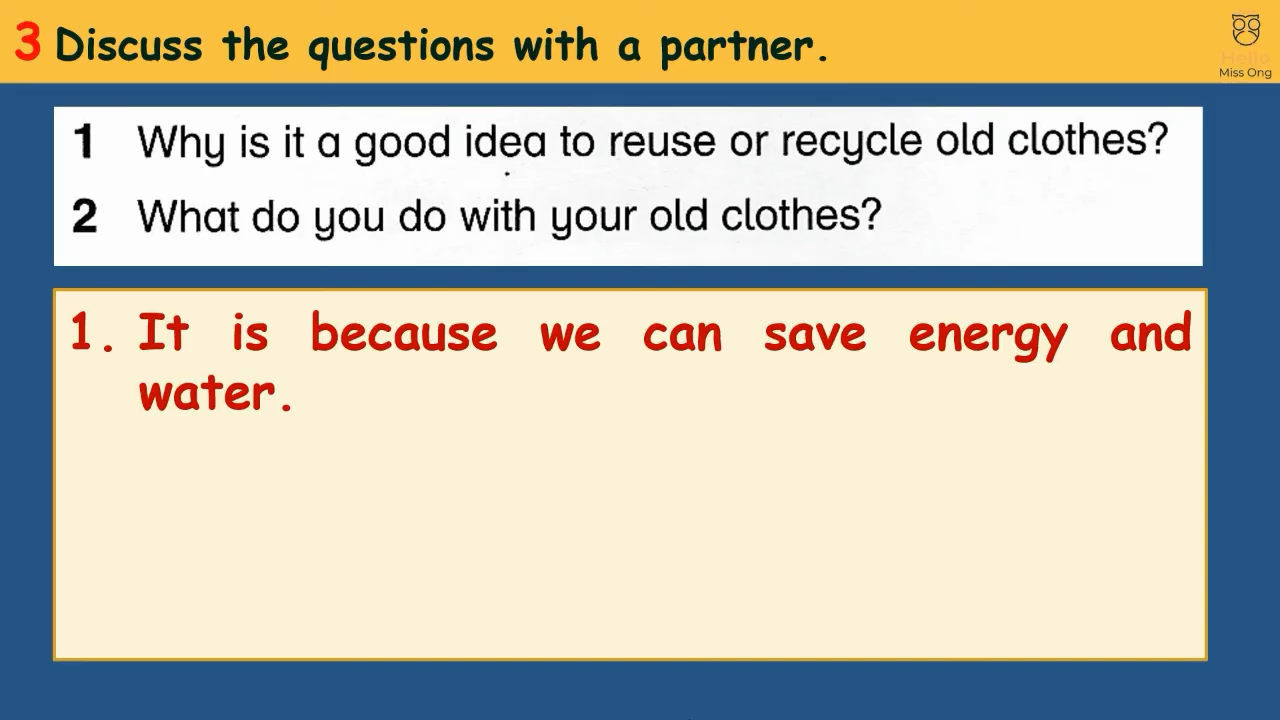 3 Discuss the questions with a partner.
Hello
Miss Ong
1 Why is it a good idea to reuse or recycle old clothes?
2 What do you do with your old clothes?
1. It is because we can save energy and
water.